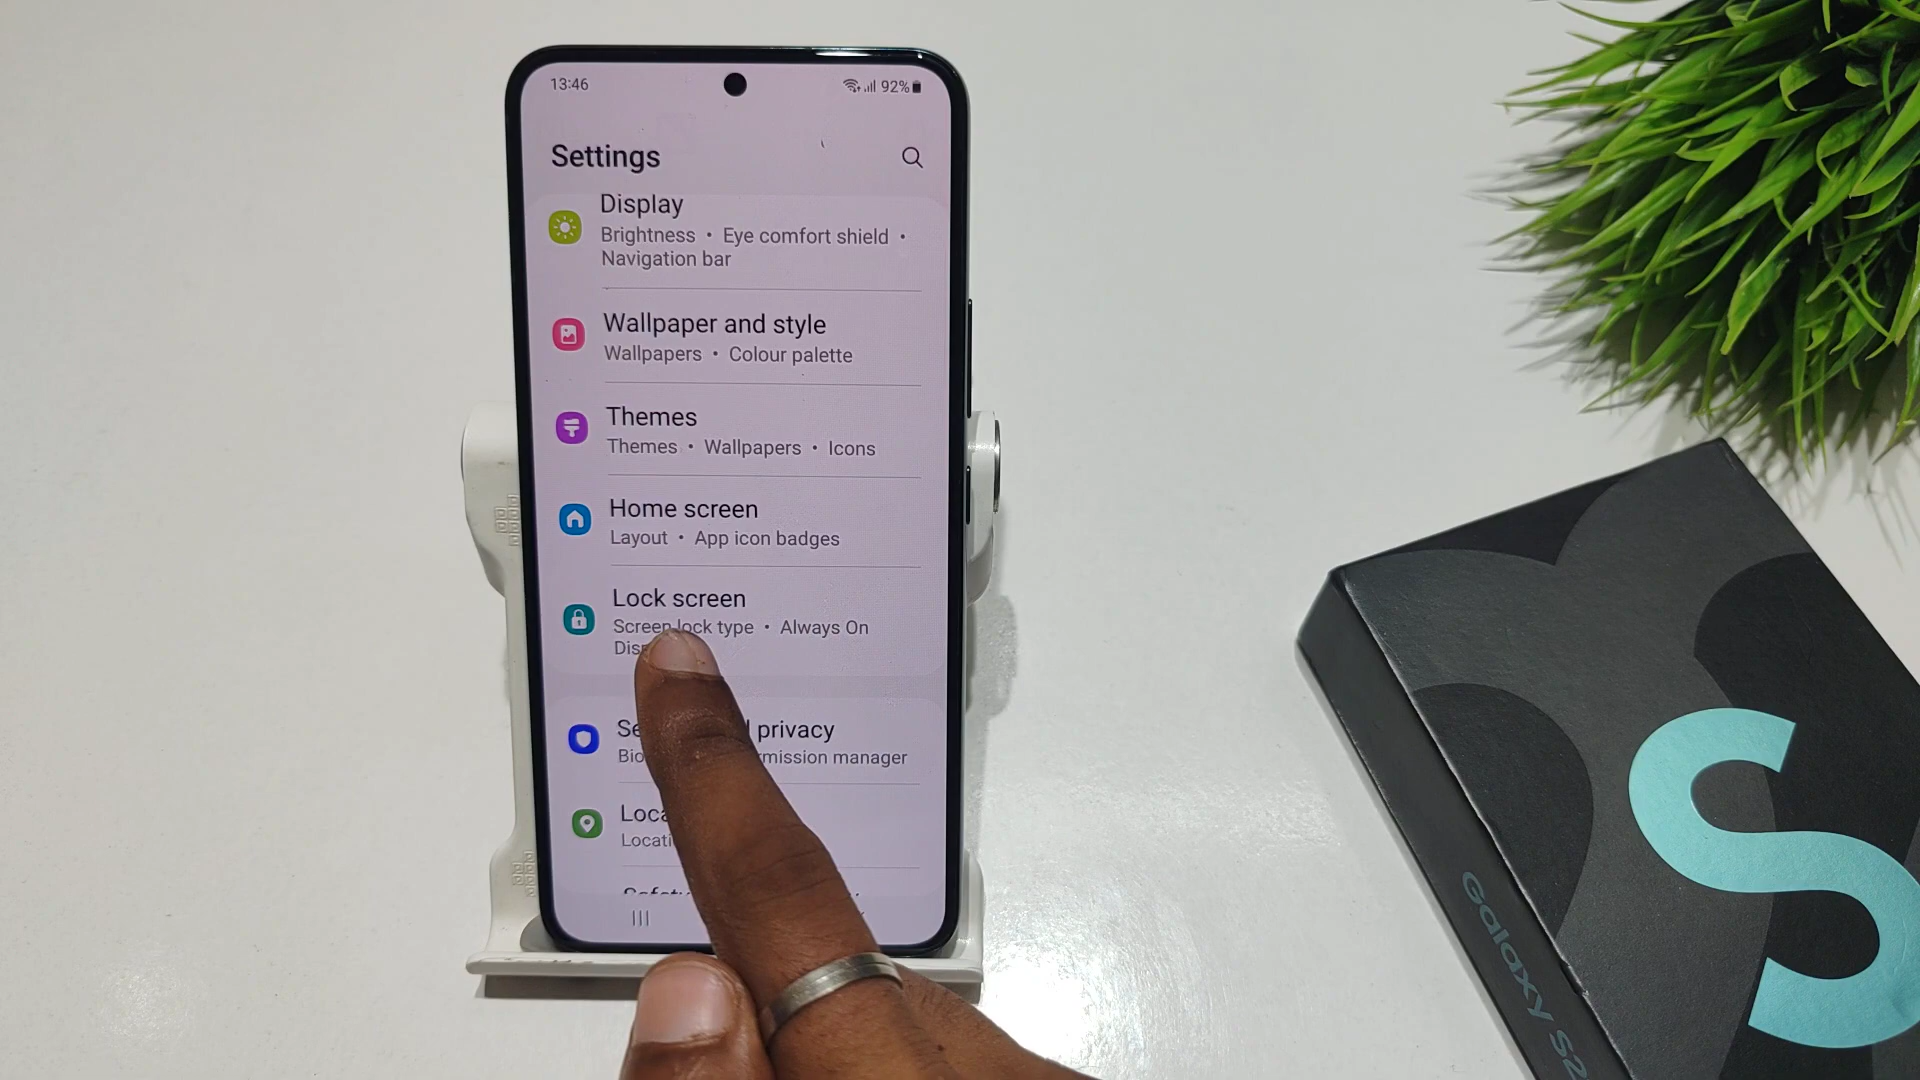 13:46
92%
Settings
Display
Brightness • Eye comfort shield •
Navigation bar
Wallpaper and style
Wallpapers • Colour palette
Themes
Themes • Wallpapers • Icons
Home screen
Layout • App icon badges
Lock screen
Screen lock type • Always On
privacy
manager
S
Galaxy S2